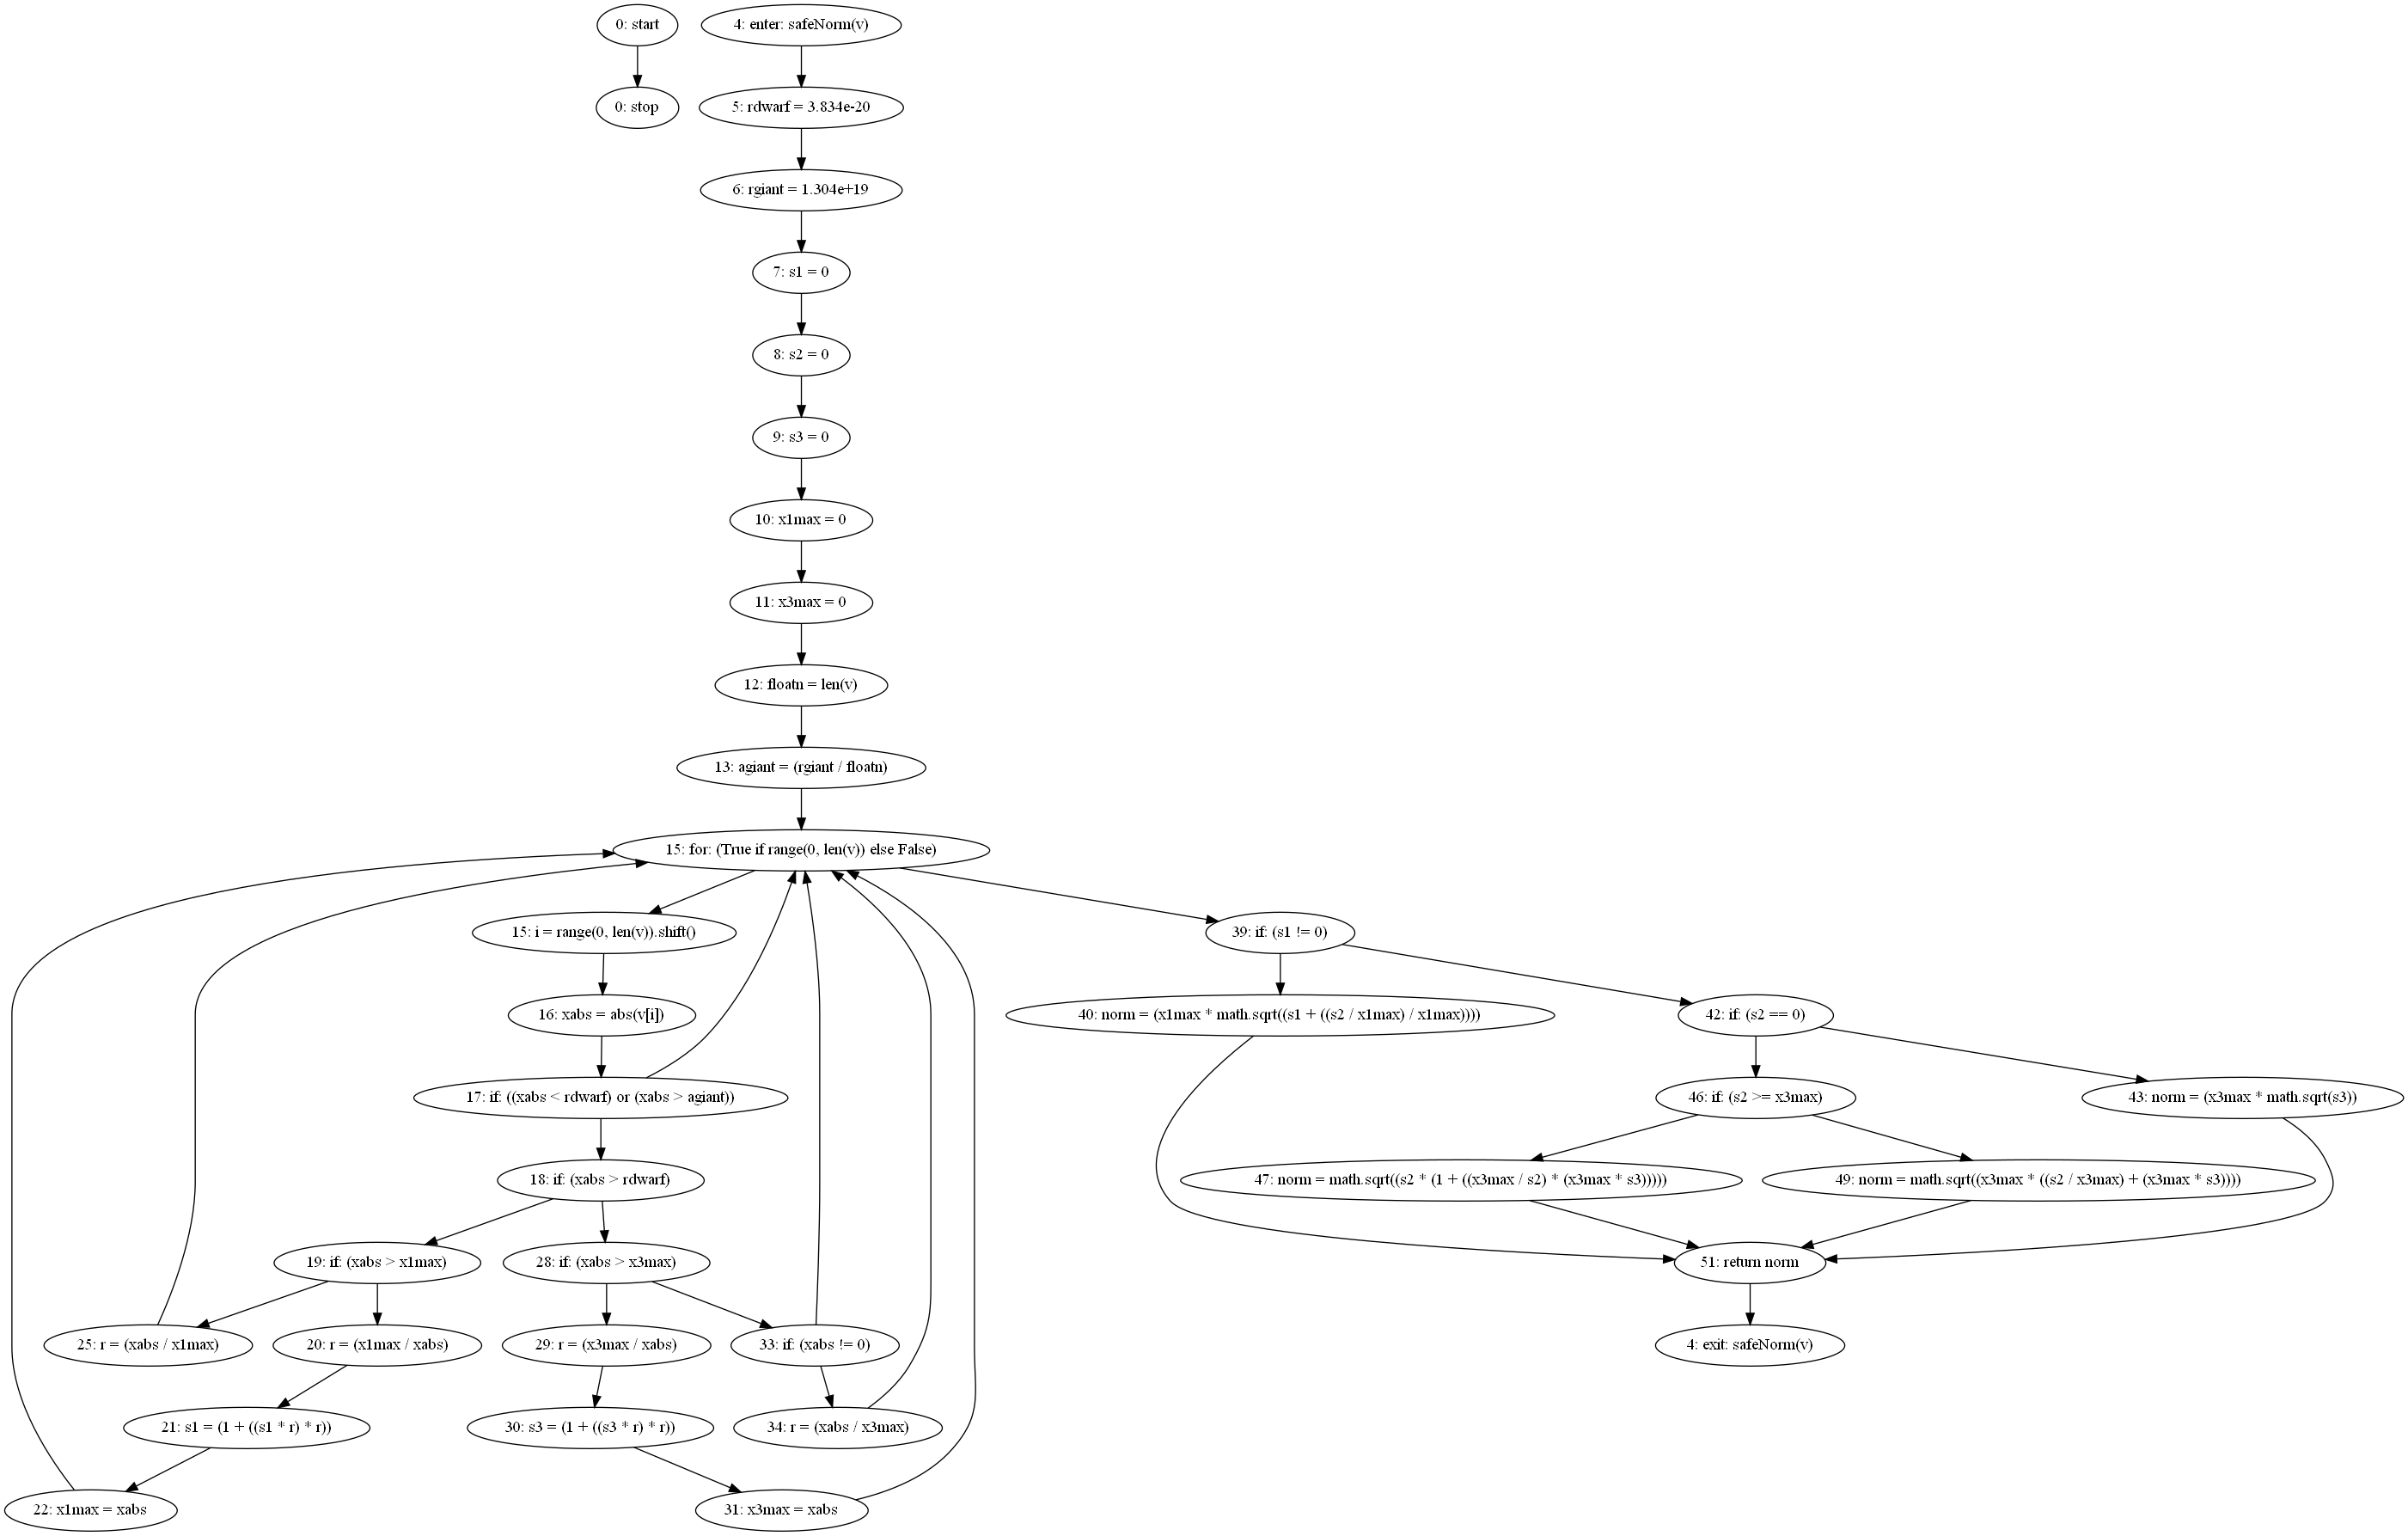 0: start
4: enter: safeNorm(v)
0: stop
5: rdwarf = 3.834e-20
6: rgiant = 1.304e+19
7: s1 = 0
8: s2 = 0
9: s3 = 0
10: x1max = 0
11: x3max = 0
12: floatn = len(v)
13: agiant = (rgiant / floatn)
15: for: (True if range(0, len(v)) else False)
15: i = range(0, len(v)).shift()
39: if: (s1 != 0)
16: xabs = abs(v[i])
40: norm = (x1max * math.sqrt((s1 + ((s2 / x1max) / x1max))))
42: if: (s2 == 0)
17: if: ((xabs < rdwarf) or (xabs > agiant))
46: if: (s2 >= x3max)
43: norm = (x3max * math.sqrt(s3))
18: if: (xabs > rdwarf)
47: norm = math.sqrt((s2 * (1 + ((x3max / s2) * (x3max * s3)))))
49: norm = math.sqrt((x3max * ((s2 / x3max) + (x3max * s3))))
19: if: (xabs > x1max)
28: if: (xabs > x3max)
51: return norm
25: r = (xabs / x1max)
20: r = (x1max / xabs)
29: r = (x3max / xabs)
33: if: (xabs != 0)
4: exit: safeNorm(v)
21: s1 = (1 + ((s1 * r) * r))
30: s3 = (1 + ((s3 * r) * r))
34: r = (xabs / x3max)
22: x1max = xabs
31: x3max = xabs